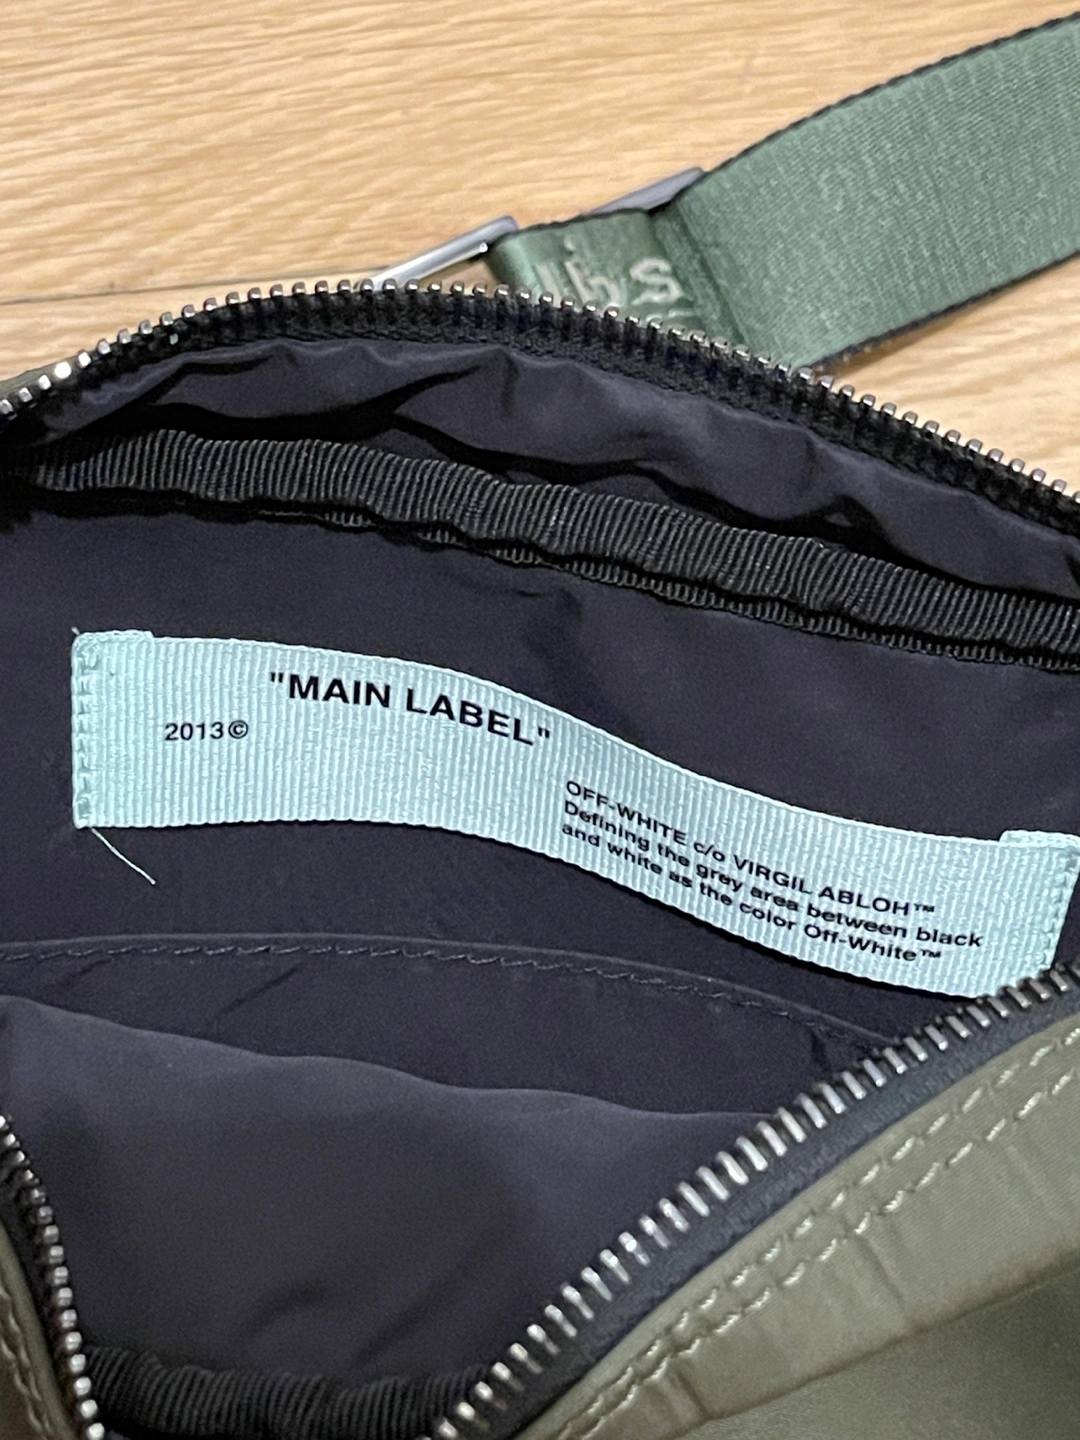 "MAIN LABEL"
2013©
OFF-WHITE c/o VIRGIL ABLOH™
Defining the grey area between black
and white as the color Off-White™